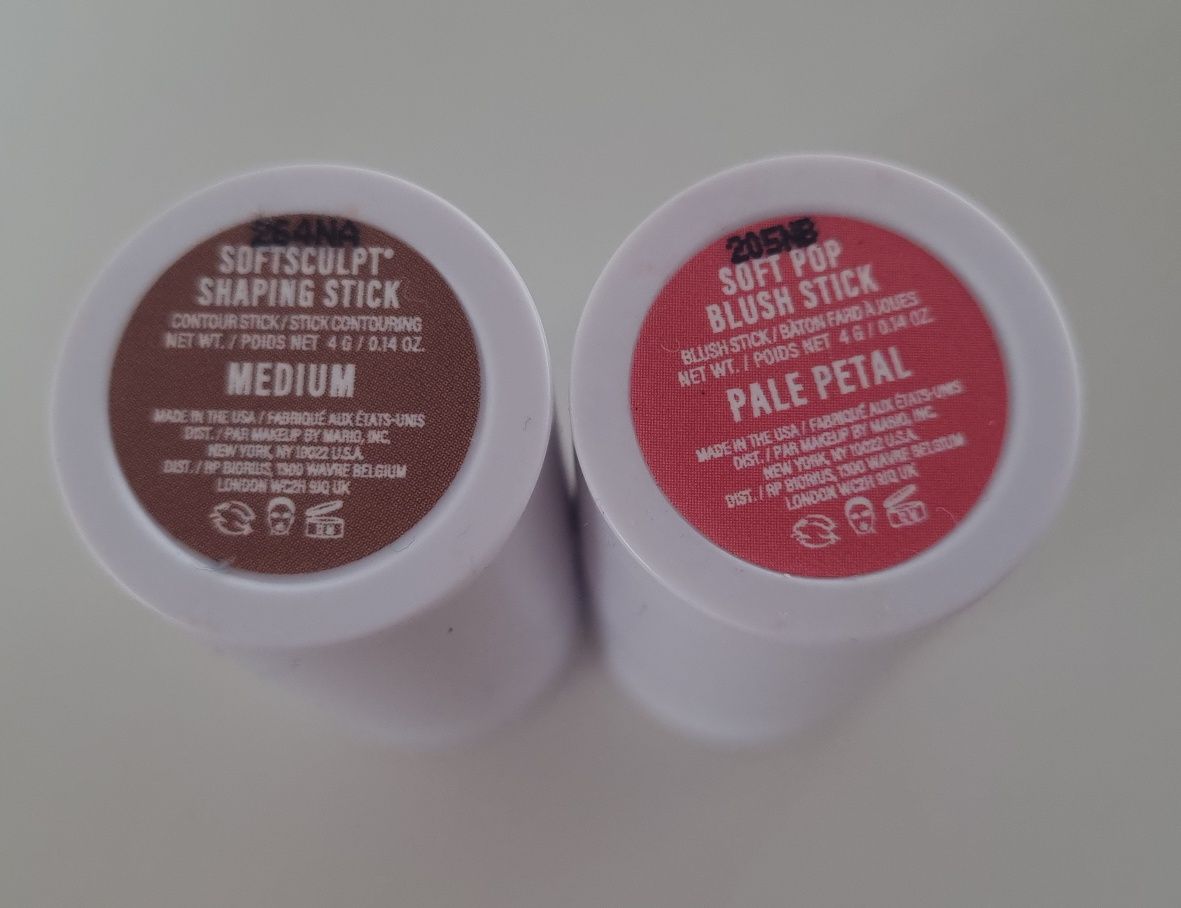 264NA
SOFTSCULPT®
SHAPING STICK
CONTOUR STICK / STICK CONTOURING
NET WT. / POIDS NET 4 G / 0.14 OZ.
MEDIUM
MADE IN THE USA / FABRIQUÉ AUX ÉTATS-UNIS
DIST. / PAR MAKEUP BY MARIO, INC.
NEW YORK, NY 10022 U.S.A.
DIST. / RP BIORIUS, 1300 WAVRE BELGIUM
LONDON WC2H 9JQ UK
205NB
SOFT POP
BLUSH STICK
BLUSH STICK / BÂTON FARD À JOUES
NET WT. / POIDS NET 4 G / 0.14 OZ.
PALE PETAL
MADE IN THE USA / FABRIQUÉ AUX ÉTATS-UNIS
DIST. / PAR MAKEUP BY MARIO, INC.
NEW YORK, NY 10022 U.S.A.
DIST. / RP BIORIUS, 1300 WAVRE BELGIUM
LONDON WC2H 9JQ UK